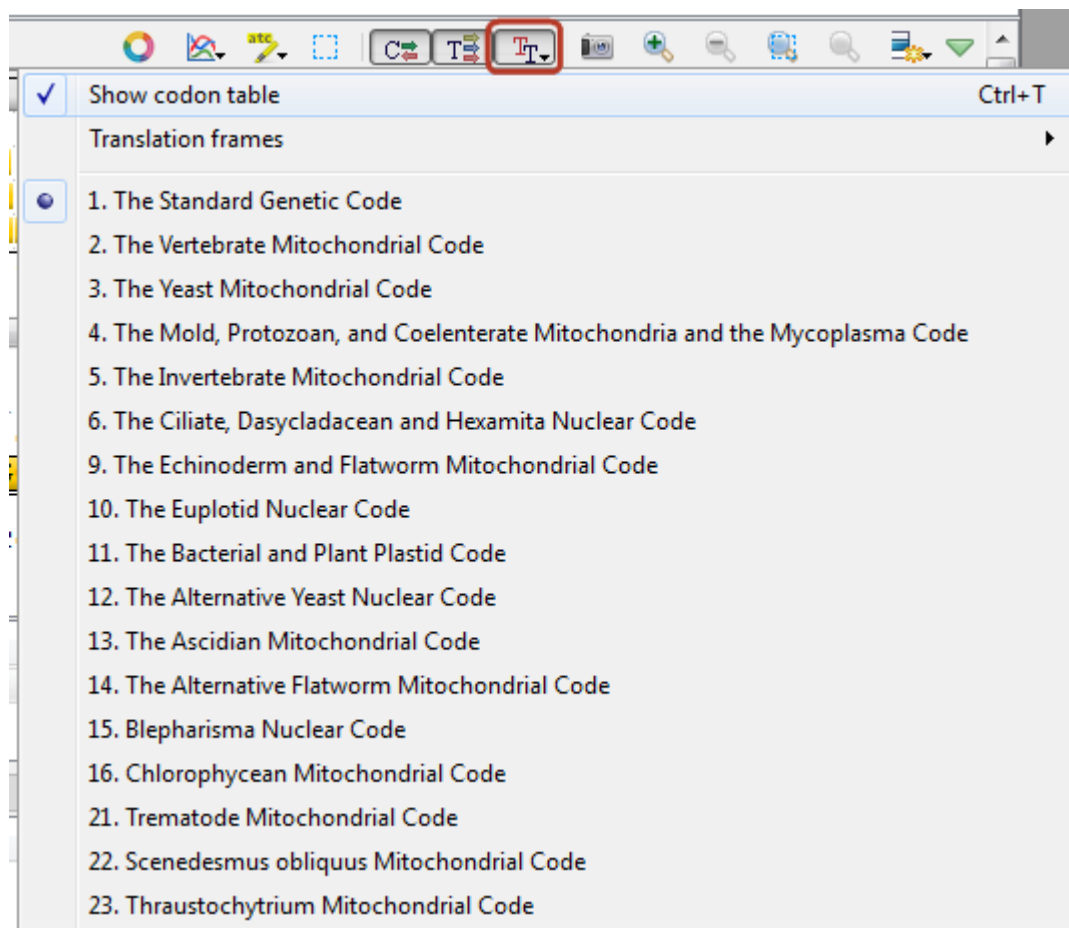 atc
C T TT
Show codon table Ctrl+T
Translation frames
1. The Standard Genetic Code
2. The Vertebrate Mitochondrial Code
3. The Yeast Mitochondrial Code
4. The Mold, Protozoan, and Coelenterate Mitochondria and the Mycoplasma Code
5. The Invertebrate Mitochondrial Code
6. The Ciliate, Dasycladacean and Hexamita Nuclear Code
9. The Echinoderm and Flatworm Mitochondrial Code
10. The Euplotid Nuclear Code
11. The Bacterial and Plant Plastid Code
12. The Alternative Yeast Nuclear Code
13. The Ascidian Mitochondrial Code
14. The Alternative Flatworm Mitochondrial Code
15. Blepharisma Nuclear Code
16. Chlorophycean Mitochondrial Code
21. Trematode Mitochondrial Code
22. Scenedesmus obliquus Mitochondrial Code
23. Thraustochytrium Mitochondrial Code